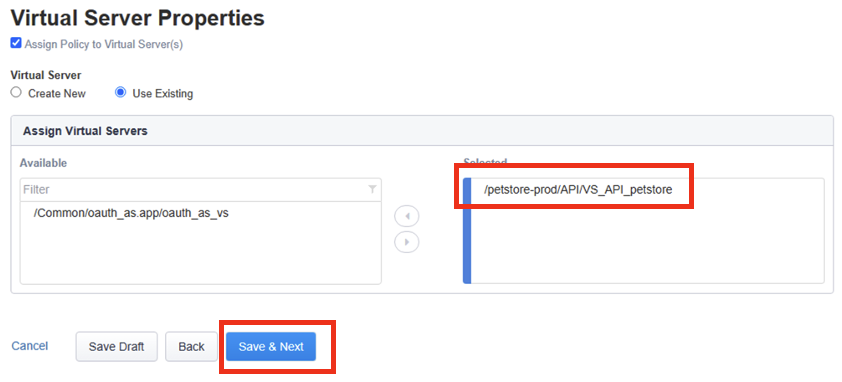 Virtual Server Properties
Assign Policy to Virtual Server(s)
Virtual Server
Create New Use Existing
Assign Virtual Servers
Available Selected
Filter
/petstore-prod/API/VS_API_petstore
/Common/oauth_as.app/oauth_as_vs
Cancel Save Draft Back Save & Next